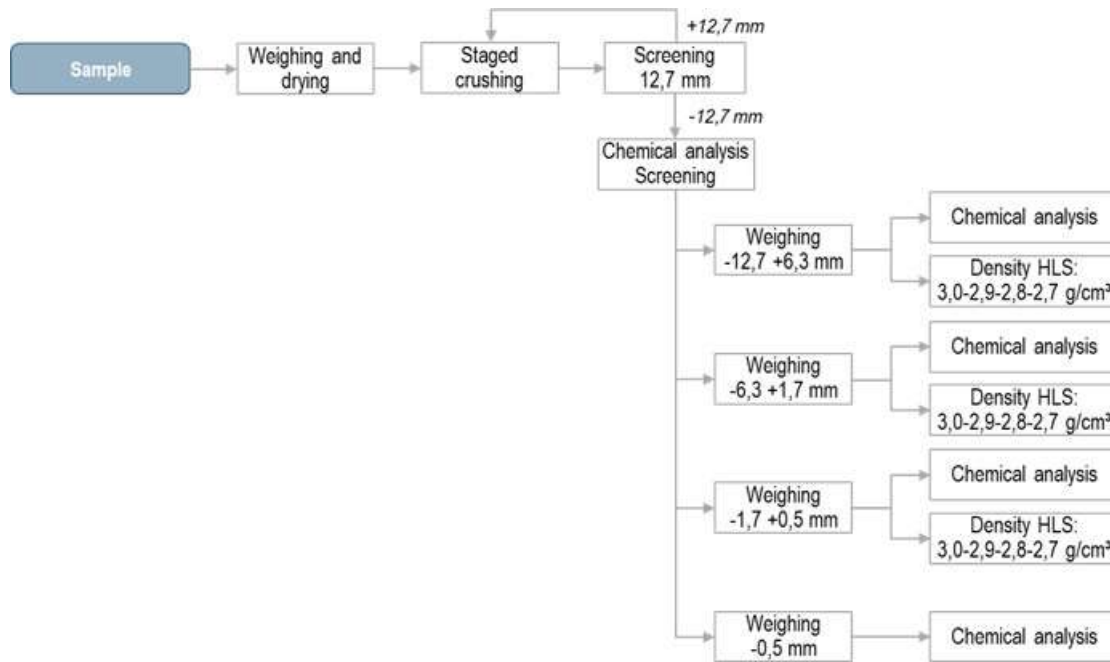 +12,7 mm
Sample
Weighing and
drying
Staged
crushing
Screening
12,7 mm
-12,7 mm
Chemical analysis
Screening
Weighing
-12,7 +6,3 mm
Chemical analysis
Density HLS:
3,0-2,9-2,8-2,7 g/cm³
Weighing
-6,3 +1,7 mm
Chemical analysis
Density HLS:
3,0-2,9-2,8-2,7 g/cm³
Weighing
-1,7 +0,5 mm
Chemical analysis
Density HLS:
3,0-2,9-2,8-2,7 g/cm³
Weighing
-0,5 mm
Chemical analysis